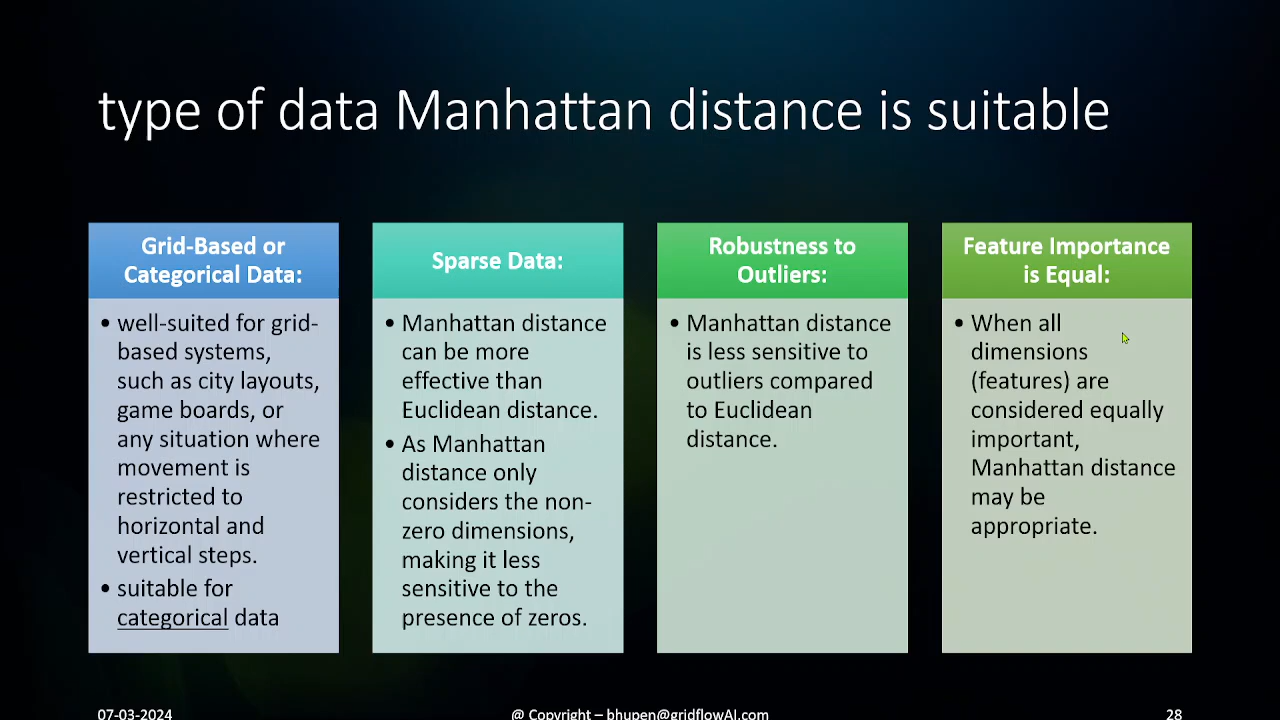 type of data Manhattan distance is suitable
Grid-Based or
Categorical Data:
• well-suited for grid-
based systems,
such as city layouts,
game boards, or
any situation where
movement is
restricted to
horizontal and
vertical steps.
• suitable for
categorical data
Sparse Data:
• Manhattan distance
can be more
effective than
Euclidean distance.
• As Manhattan
distance only
considers the non-
zero dimensions,
making it less
sensitive to the
presence of zeros.
Robustness to
Outliers:
• Manhattan distance
is less sensitive to
outliers compared
to Euclidean
distance.
Feature Importance
is Equal:
• When all
dimensions
(features) are
considered equally
important,
Manhattan distance
may be
appropriate.
07-03-2024
@ Copyright – bhupen@gridflowAI.com
28